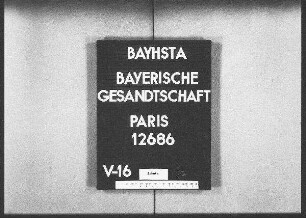 BAYHSTA
BAYERISCHE
GESANDTSCHAFT
PARIS
12686
V-16